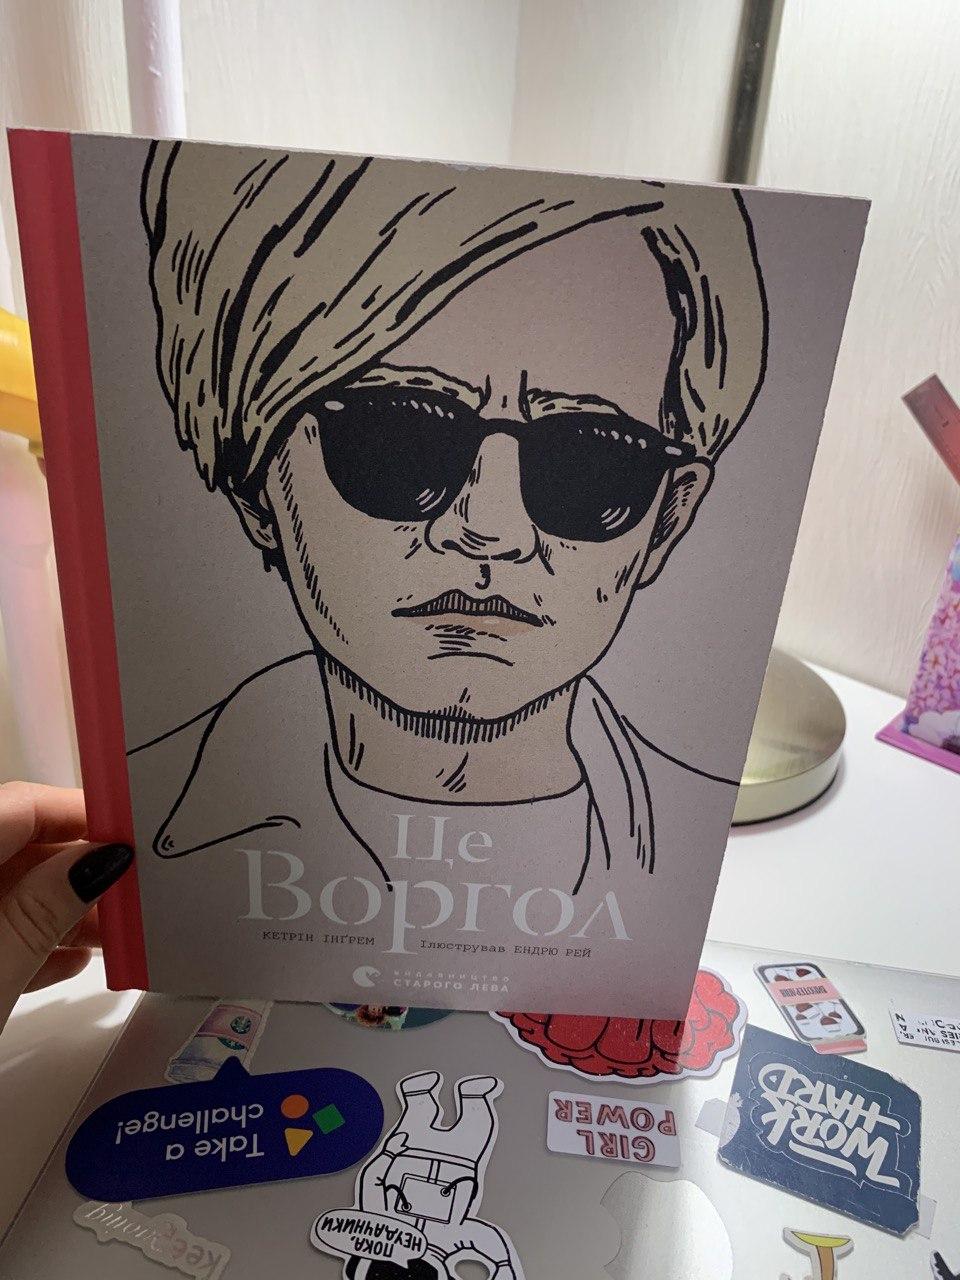 Це
Воргол
КЕТРІН ІНҐРЕМ Ілюстрував ЕНДРЮ РЕЙ
ВИДАВНИЦТВО
СТАРОГО ЛЕВА
Take a
challenge!
GIRL
POWER
WORK
HARD
ПОКА,
НЕУДАЧНИКИ
keep